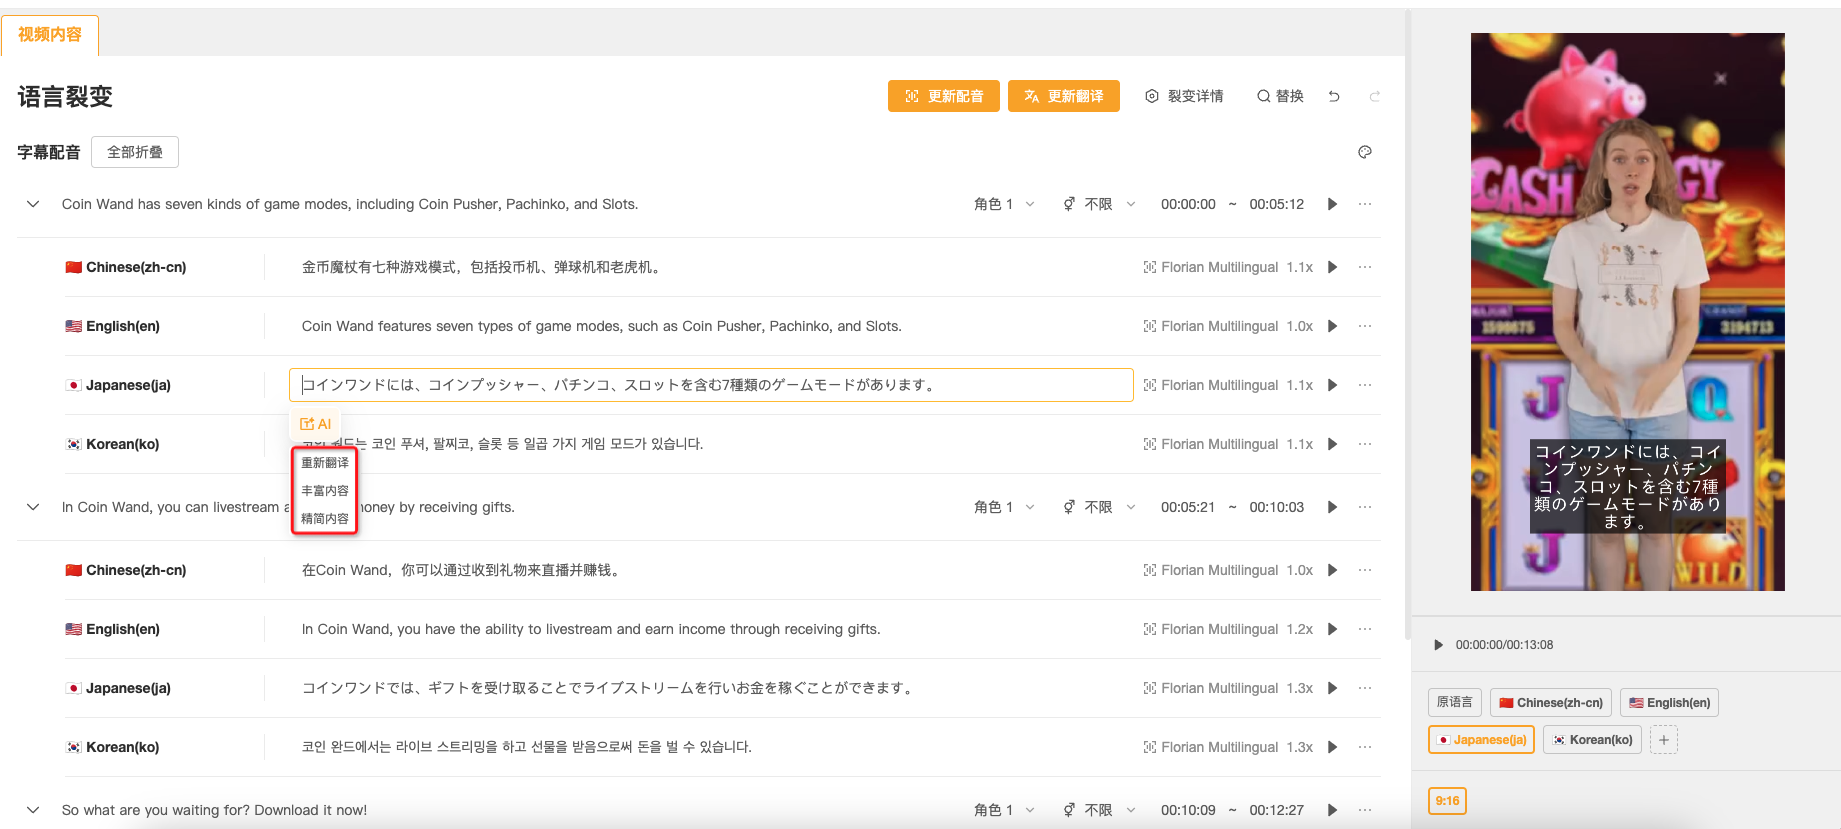 视频内容
语言裂变
更新配音
更新翻译
裂变详情
替换
字幕配音
全部折叠
Coin Wand has seven kinds of game modes, including Coin Pusher, Pachinko, and Slots.
角色 1
不限
00:00:00 ~ 00:05:12
Chinese(zh-cn)
金币魔杖有七种游戏模式，包括投币机、弹球机和老虎机。
Florian Multilingual 1.1x
English(en)
Coin Wand features seven types of game modes, such as Coin Pusher, Pachinko, and Slots.
Florian Multilingual 1.0x
Japanese(ja)
コインワンドには、コインプッシャー、パチンコ、スロットを含む7種類のゲームモードがあります。
Florian Multilingual 1.1x
AI
重新翻译
丰富内容
精简内容
Korean(ko)
코인 완드는 코인 푸셔, 팔찌코, 슬롯 등 일곱 가지 게임 모드가 있습니다.
Florian Multilingual 1.1x
In Coin Wand, you can livestream a
oney by receiving gifts.
角色 1
不限
00:05:21 ~ 00:10:03
Chinese(zh-cn)
在Coin Wand，你可以通过收到礼物来直播并赚钱。
Florian Multilingual 1.0x
English(en)
In Coin Wand, you have the ability to livestream and earn income through receiving gifts.
Florian Multilingual 1.2x
Japanese(ja)
コインワンドでは、ギフトを受け取ることでライブストリームを行いお金を稼ぐことができます。
Florian Multilingual 1.3x
Korean(ko)
코인 완드에서는 라이브 스트리밍을 하고 선물을 받음으로써 돈을 벌 수 있습니다.
Florian Multilingual 1.3x
So what are you waiting for? Download it now!
角色 1
不限
00:10:09 ~ 00:12:27
CASH
GY
1599675
3194713
コインワンドには、コイ
ンプッシャー、パチン
コ、スロットを含む7種
類のゲームモードがあり
ます。
WILD
00:00:00/00:13:08
原语言
Chinese(zh-cn)
English(en)
Japanese(ja)
Korean(ko)
9:16